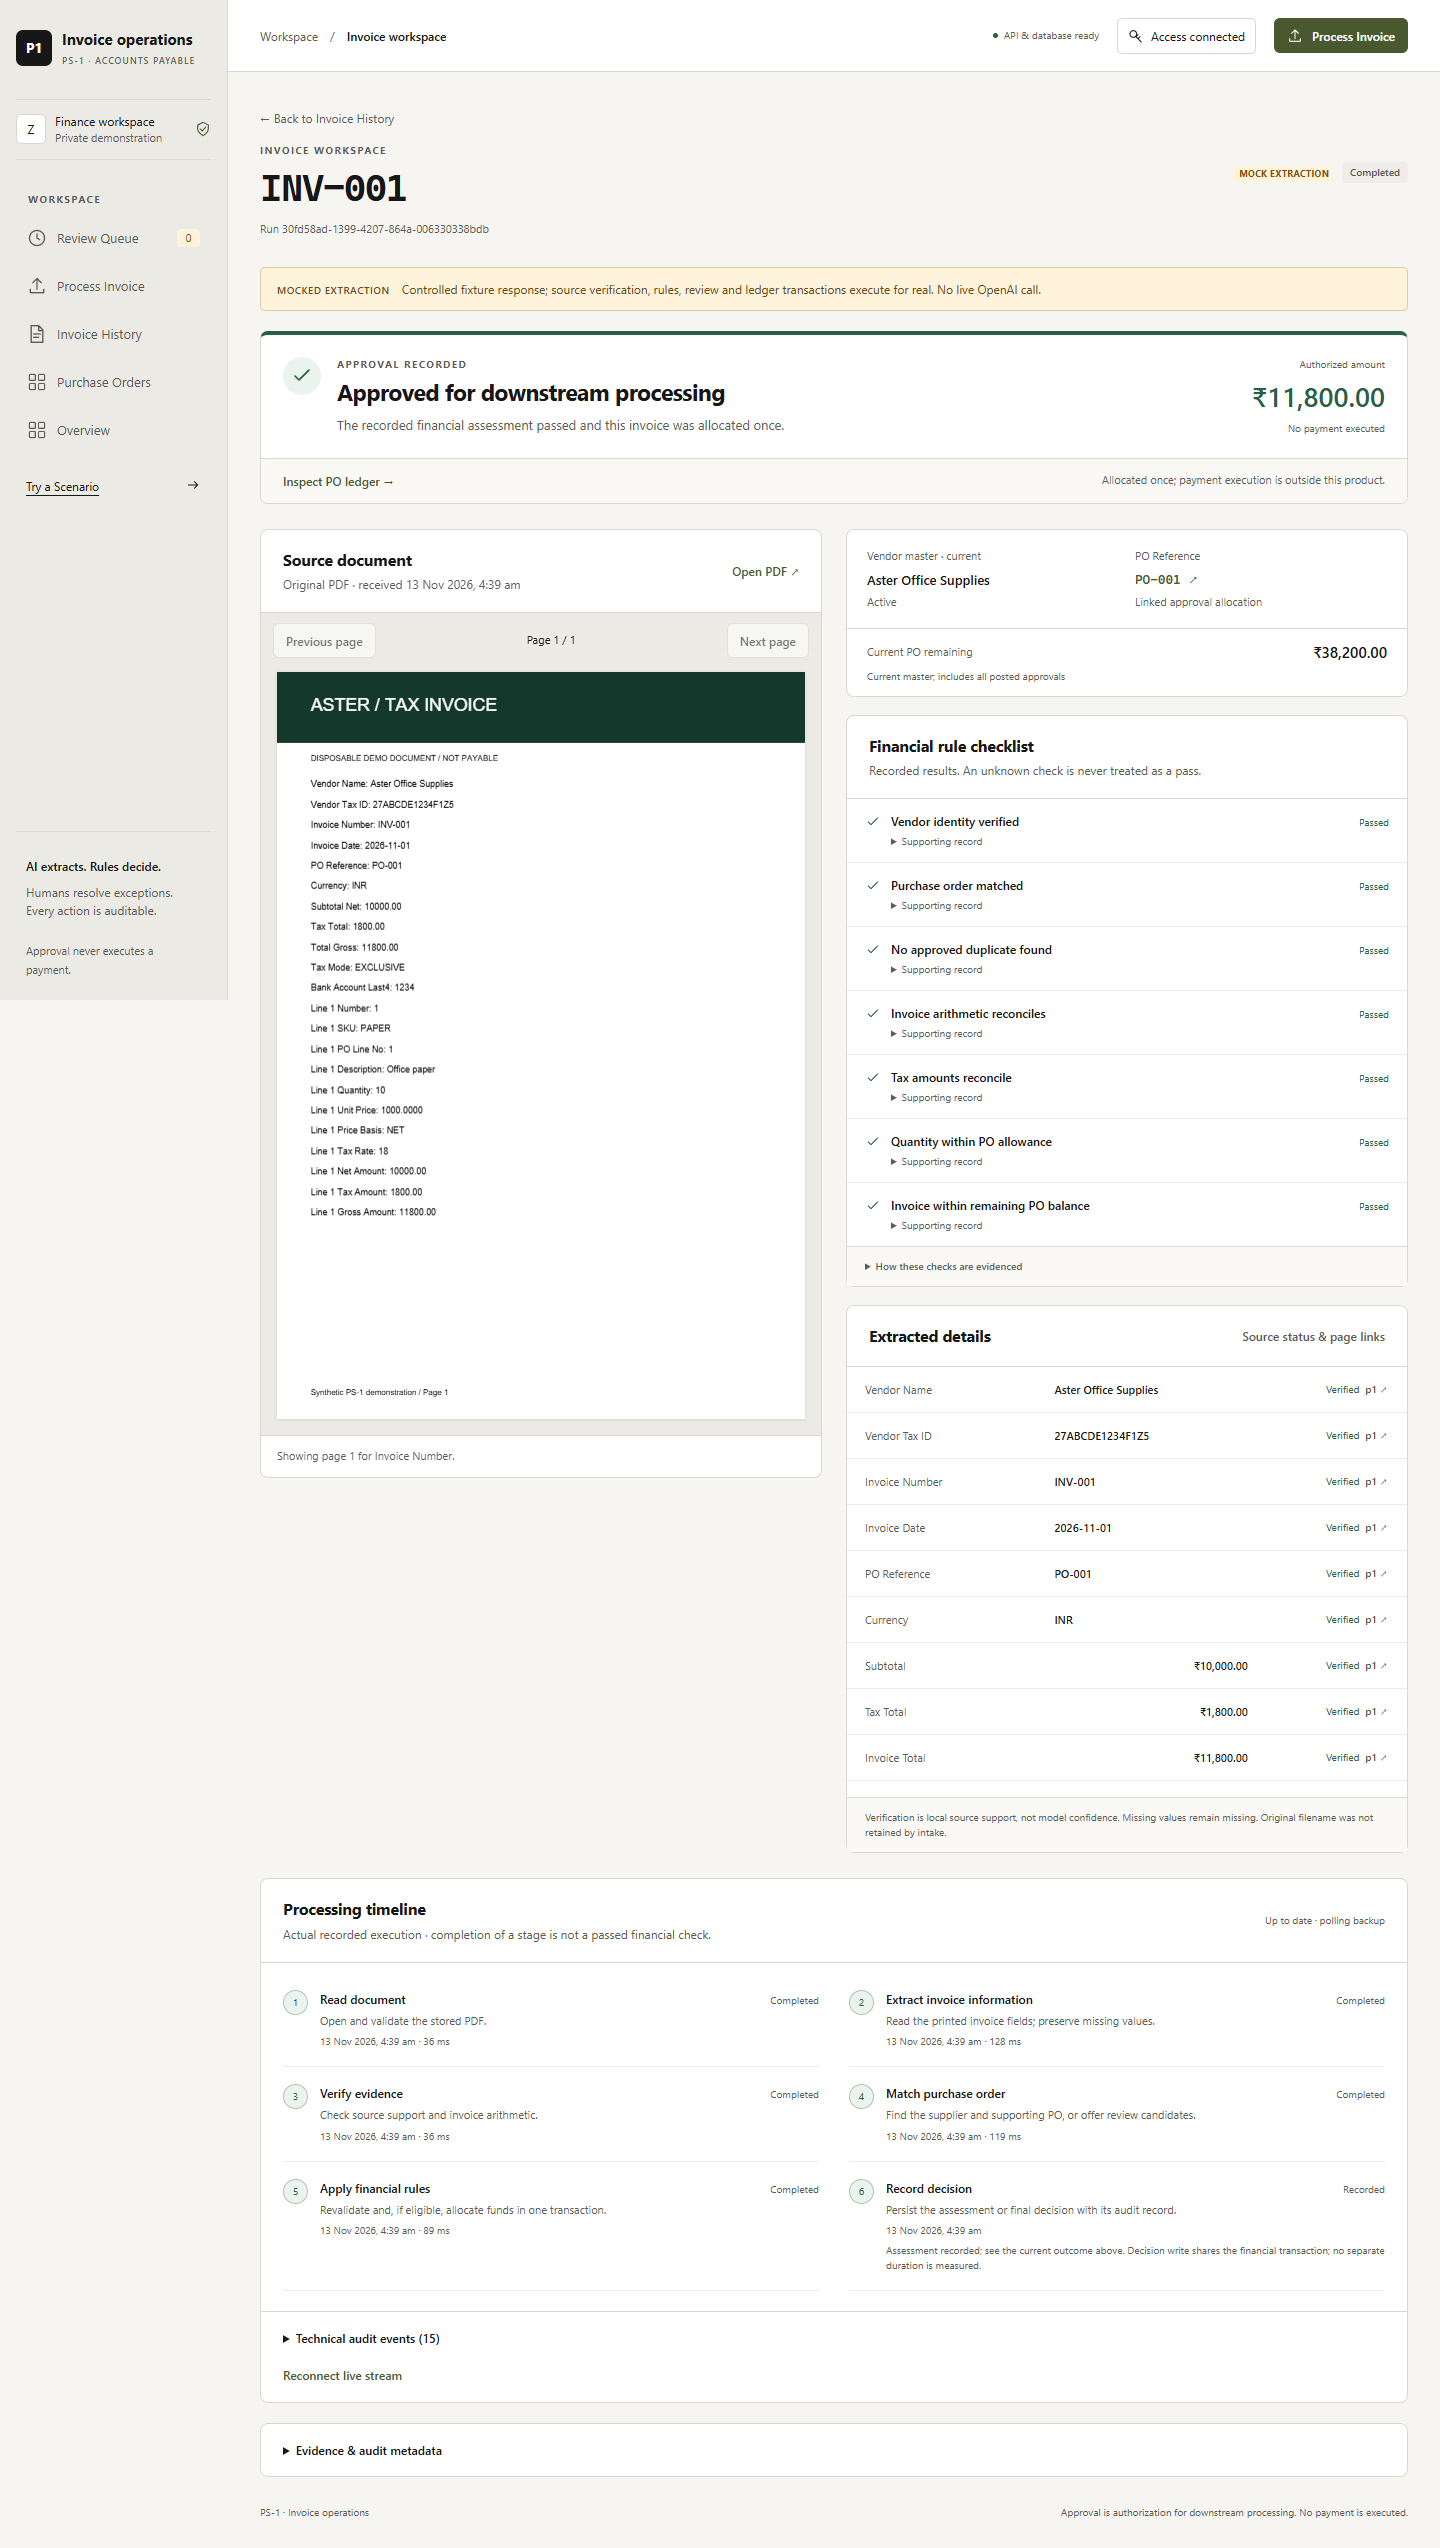 P1
Invoice operations
PS-1 · ACCOUNTS PAYABLE
Z
Finance workspace
Private demonstration
WORKSPACE
Review Queue
0
Process Invoice
Invoice History
Purchase Orders
Overview
Try a Scenario →
AI extracts. Rules decide.
Humans resolve exceptions.
Every action is auditable.
Approval never executes a
payment.
Workspace / Invoice workspace
API & database ready
Access connected
Process Invoice
← Back to Invoice History
INVOICE WORKSPACE
INV-001
Run 30fd58ad-1399-4207-864a-006330338bdb
MOCK EXTRACTION
Completed
MOCKED EXTRACTION Controlled fixture response; source verification, rules, review and ledger transactions execute for real. No live OpenAI call.
APPROVAL RECORDED
Approved for downstream processing
The recorded financial assessment passed and this invoice was allocated once.
Authorized amount
₹11,800.00
No payment executed
Inspect PO ledger →
Allocated once; payment execution is outside this product.
Source document
Original PDF · received 13 Nov 2026, 4:39 am
Open PDF ↗
Previous page
Page 1 / 1
Next page
ASTER / TAX INVOICE
DISPOSABLE DEMO DOCUMENT / NOT PAYABLE
Vendor Name: Aster Office Supplies
Vendor Tax ID: 27ABCDE1234F1Z5
Invoice Number: INV-001
Invoice Date: 2026-11-01
PO Reference: PO-001
Currency: INR
Subtotal Net: 10000.00
Tax Total: 1800.00
Total Gross: 11800.00
Tax Mode: EXCLUSIVE
Bank Account Last4: 1234
Line 1 Number: 1
Line 1 SKU: PAPER
Line 1 PO Line No: 1
Line 1 Description: Office paper
Line 1 Quantity: 10
Line 1 Unit Price: 1000.0000
Line 1 Price Basis: NET
Line 1 Tax Rate: 18
Line 1 Net Amount: 10000.00
Line 1 Tax Amount: 1800.00
Line 1 Gross Amount: 11800.00
Synthetic PS-1 demonstration / Page 1
Showing page 1 for Invoice Number.
Vendor master · current
Aster Office Supplies
Active
PO Reference
PO-001 ↗
Linked approval allocation
Current PO remaining
₹38,200.00
Current master; includes all posted approvals
Financial rule checklist
Recorded results. An unknown check is never treated as a pass.
Vendor identity verified
Passed
▶ Supporting record
Purchase order matched
Passed
▶ Supporting record
No approved duplicate found
Passed
▶ Supporting record
Invoice arithmetic reconciles
Passed
▶ Supporting record
Tax amounts reconcile
Passed
▶ Supporting record
Quantity within PO allowance
Passed
▶ Supporting record
Invoice within remaining PO balance
Passed
▶ Supporting record
▶ How these checks are evidenced
Extracted details
Source status & page links
Vendor Name Aster Office Supplies Verified p1 ↗
Vendor Tax ID 27ABCDE1234F1Z5 Verified p1 ↗
Invoice Number INV-001 Verified p1 ↗
Invoice Date 2026-11-01 Verified p1 ↗
PO Reference PO-001 Verified p1 ↗
Currency INR Verified p1 ↗
Subtotal ₹10,000.00 Verified p1 ↗
Tax Total ₹1,800.00 Verified p1 ↗
Invoice Total ₹11,800.00 Verified p1 ↗
Verification is local source support, not model confidence. Missing values remain missing. Original filename was not
retained by intake.
Processing timeline
Actual recorded execution · completion of a stage is not a passed financial check.
Up to date · polling backup
1 Read document Completed
Open and validate the stored PDF.
13 Nov 2026, 4:39 am · 36 ms
2 Extract invoice information Completed
Read the printed invoice fields; preserve missing values.
13 Nov 2026, 4:39 am · 128 ms
3 Verify evidence Completed
Check source support and invoice arithmetic.
13 Nov 2026, 4:39 am · 36 ms
4 Match purchase order Completed
Find the supplier and supporting PO, or offer review candidates.
13 Nov 2026, 4:39 am · 119 ms
5 Apply financial rules Completed
Revalidate and, if eligible, allocate funds in one transaction.
13 Nov 2026, 4:39 am · 89 ms
6 Record decision Recorded
Persist the assessment or final decision with its audit record.
13 Nov 2026, 4:39 am
Assessment recorded; see the current outcome above. Decision write shares the financial transaction; no separate
duration is measured.
▶ Technical audit events (15)
Reconnect live stream
▶ Evidence & audit metadata
PS-1 · Invoice operations
Approval is authorization for downstream processing. No payment is executed.